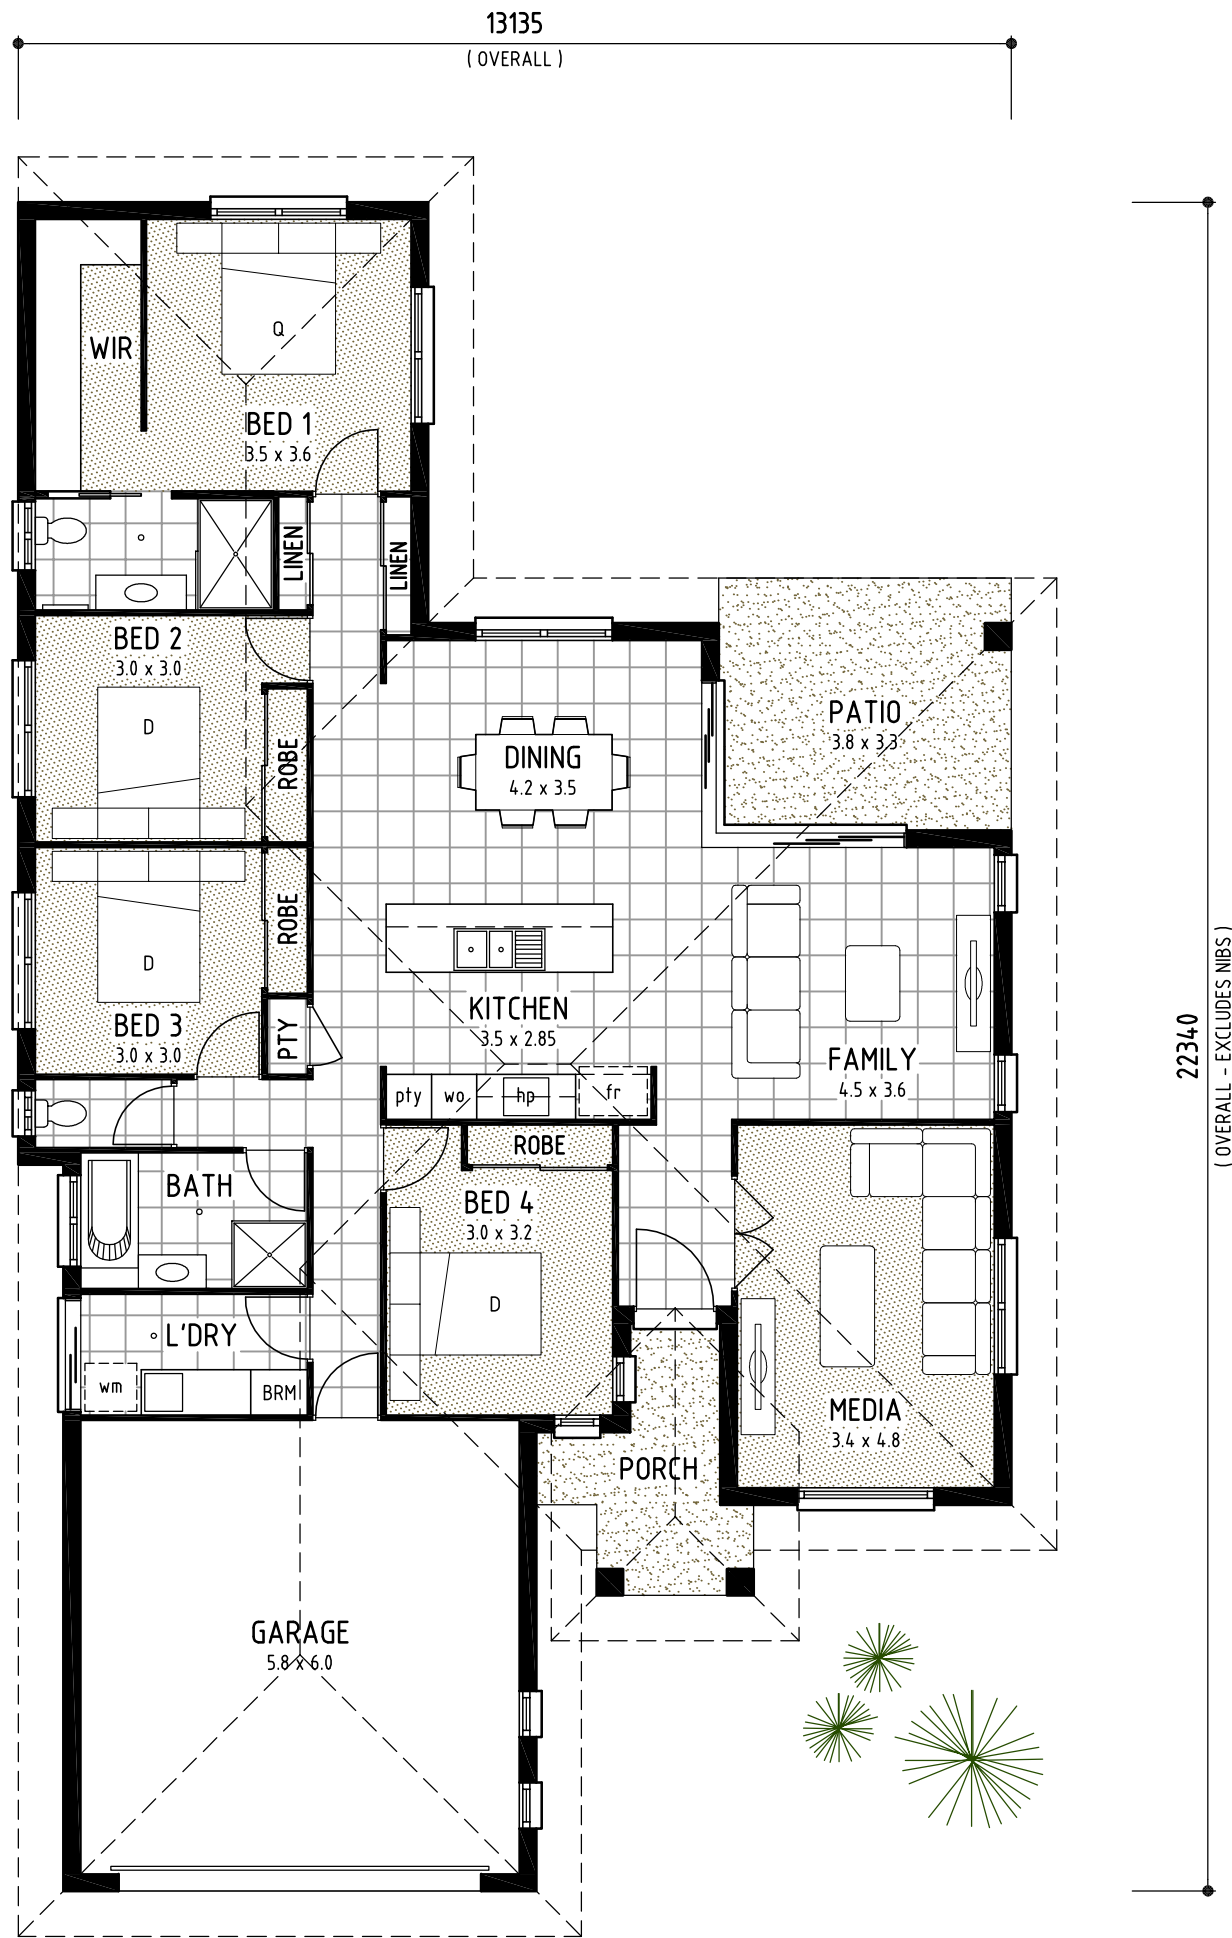 13135
( OVERALL )
WIR
Q
BED 1
3.5 x 3.6
LINEN
LINEN
BED 2
3.0 x 3.0
D
ROBE
PATIO
3.8 x 3.3
DINING
4.2 x 3.5
ROBE
D
BED 3
3.0 x 3.0
PTY
KITCHEN
3.5 x 2.85
FAMILY
4.5 x 3.6
22340
( OVERALL - EXCLUDES NIBS )
pty
wo
hp
fr
ROBE
BATH
BED 4
3.0 x 3.2
D
L'DRY
wm
BRM
MEDIA
3.4 x 4.8
PORCH
GARAGE
5.8 x 6.0